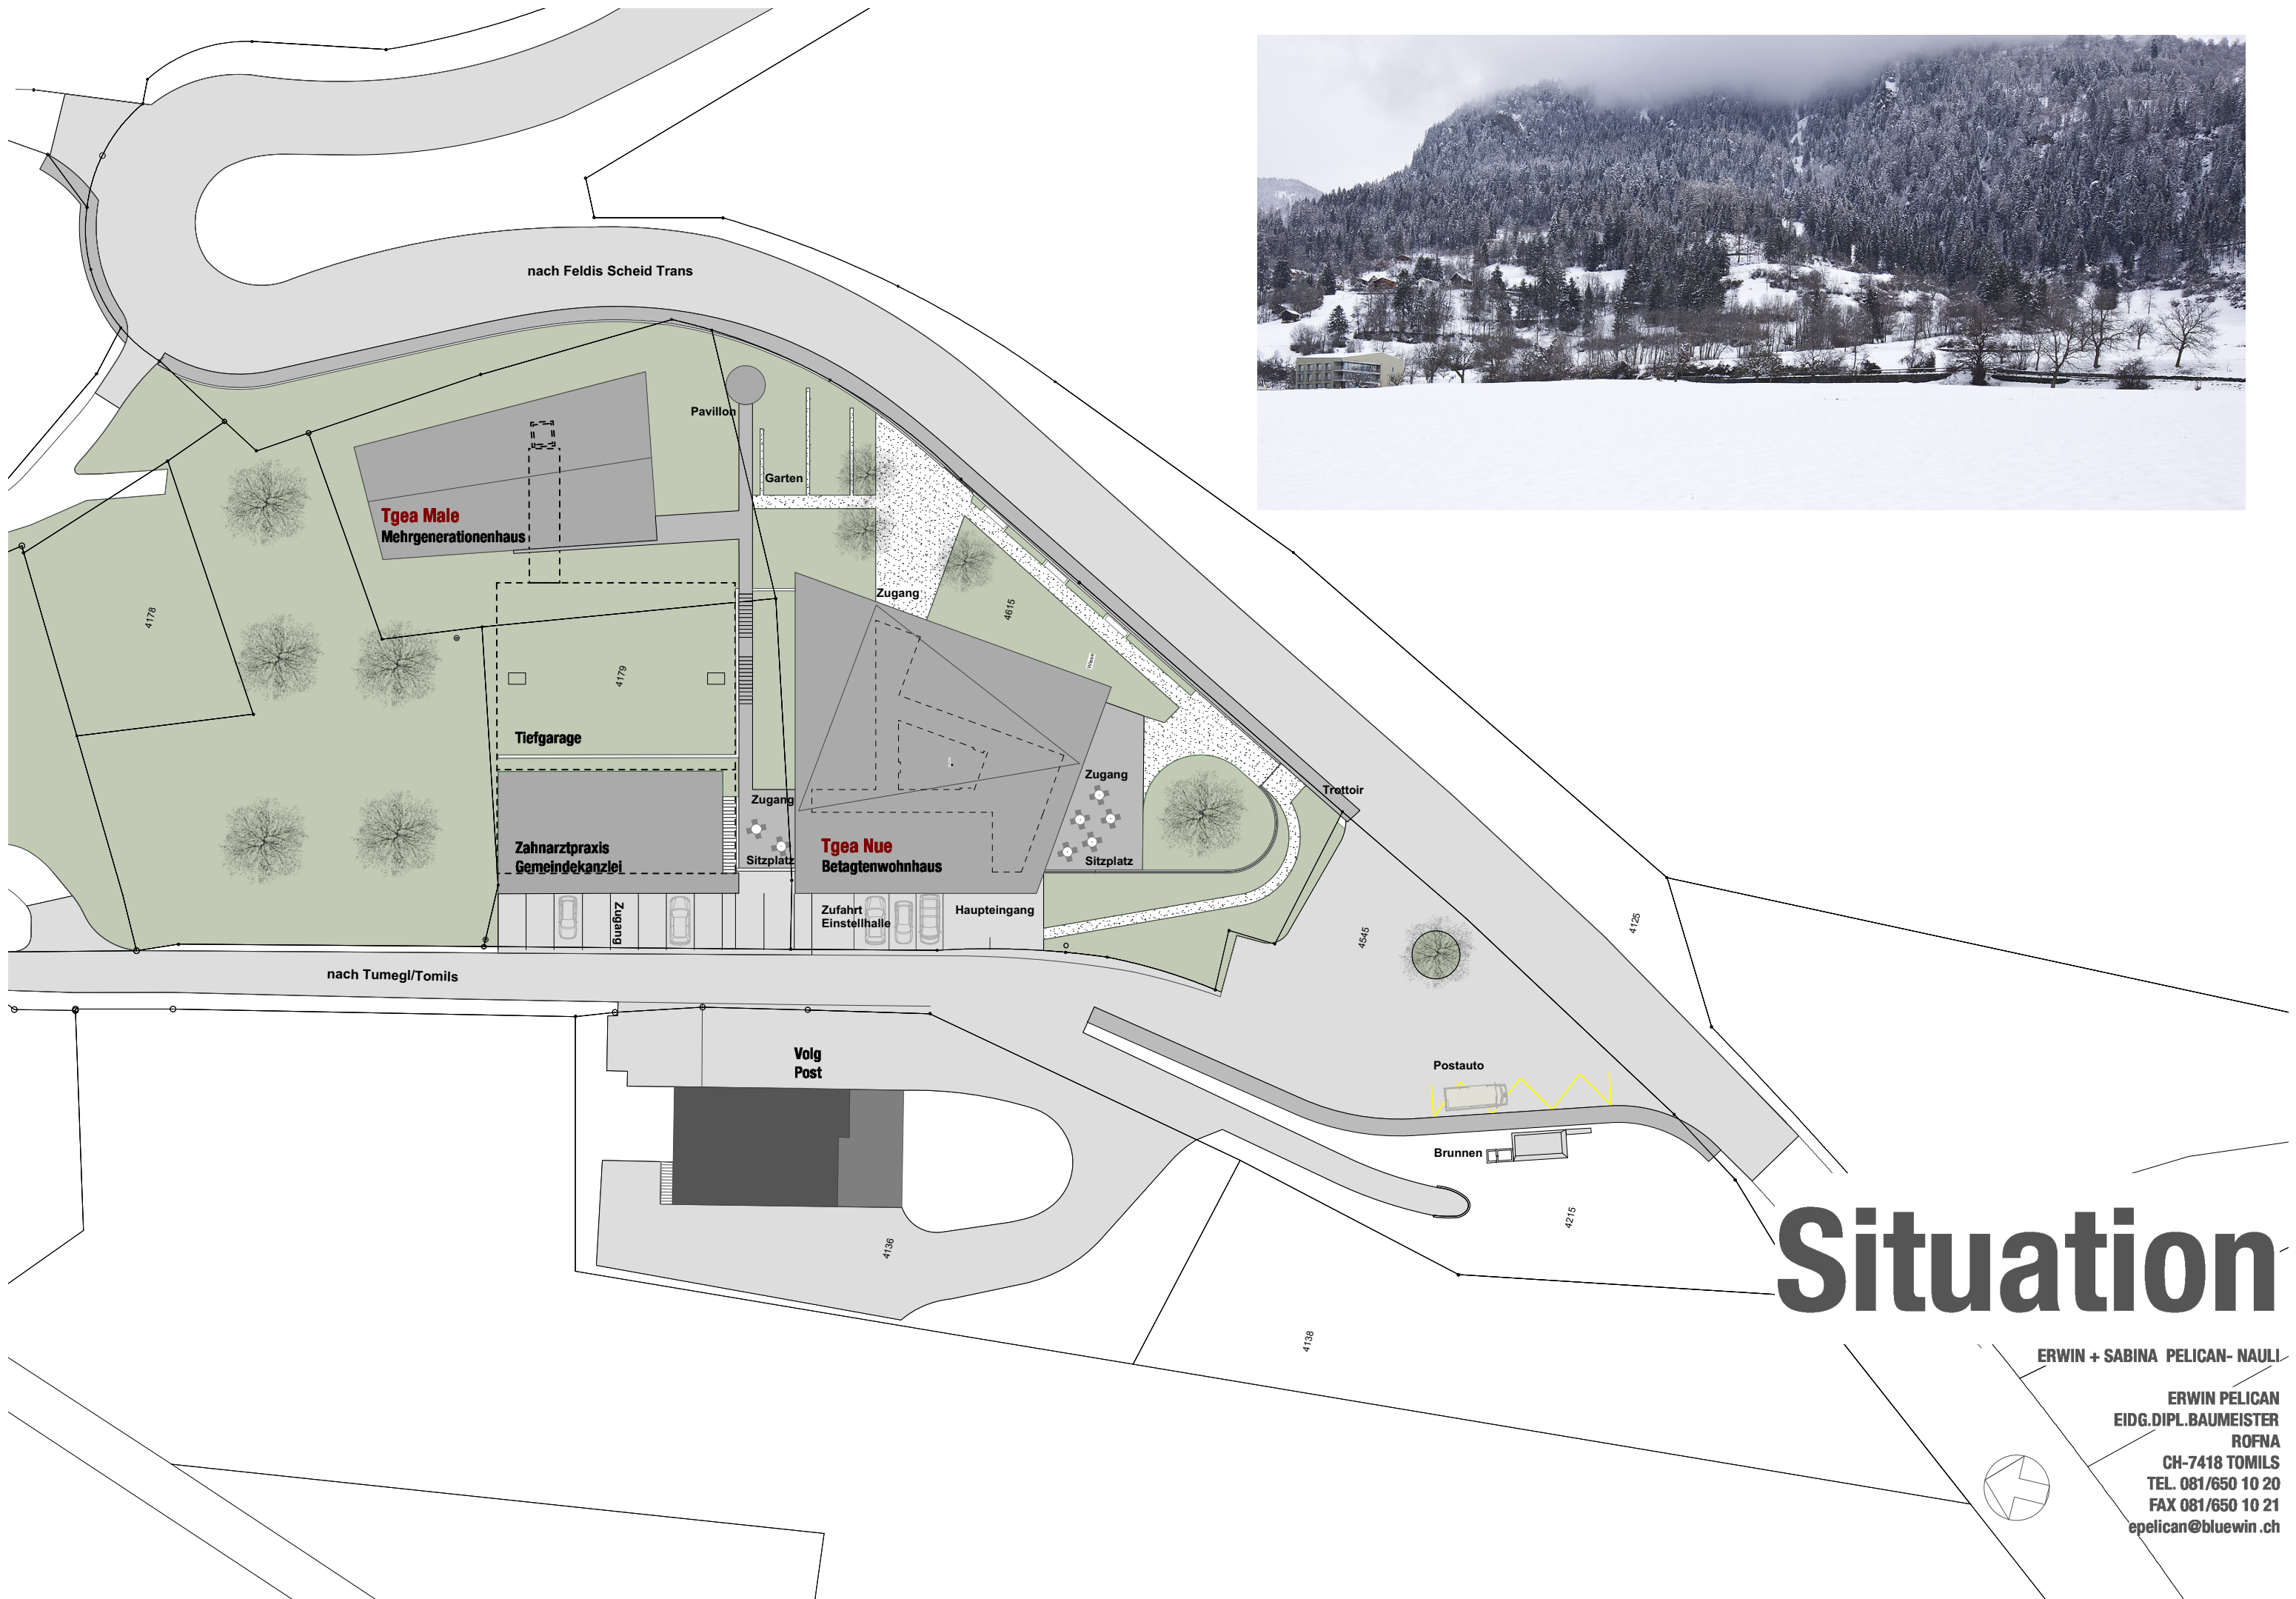 nach Feldis Scheid Trans
Pavillon
Garten
Tgea Male
Mehrgenerationenhaus
Zugang
4178
4615
4179
Wiese
Tiefgarage
Zugang
Trottoir
Zugang
Zahnarztpraxis
Gemeindekanzlei
Sitzplatz
Tgea Nue
Betagtenwohnhaus
Sitzplatz
Zugang
Zufahrt
Einstellhalle
Haupteingang
4545
4125
nach Tumegl/Tomils
Volg
Post
Postauto
Brunnen
4136
4215
4138
Situation
ERWIN + SABINA PELICAN- NAULI
ERWIN PELICAN
EIDG.DIPL.BAUMEISTER
ROFNA
CH-7418 TOMILS
TEL. 081/650 10 20
FAX 081/650 10 21
epelican@bluewin.ch